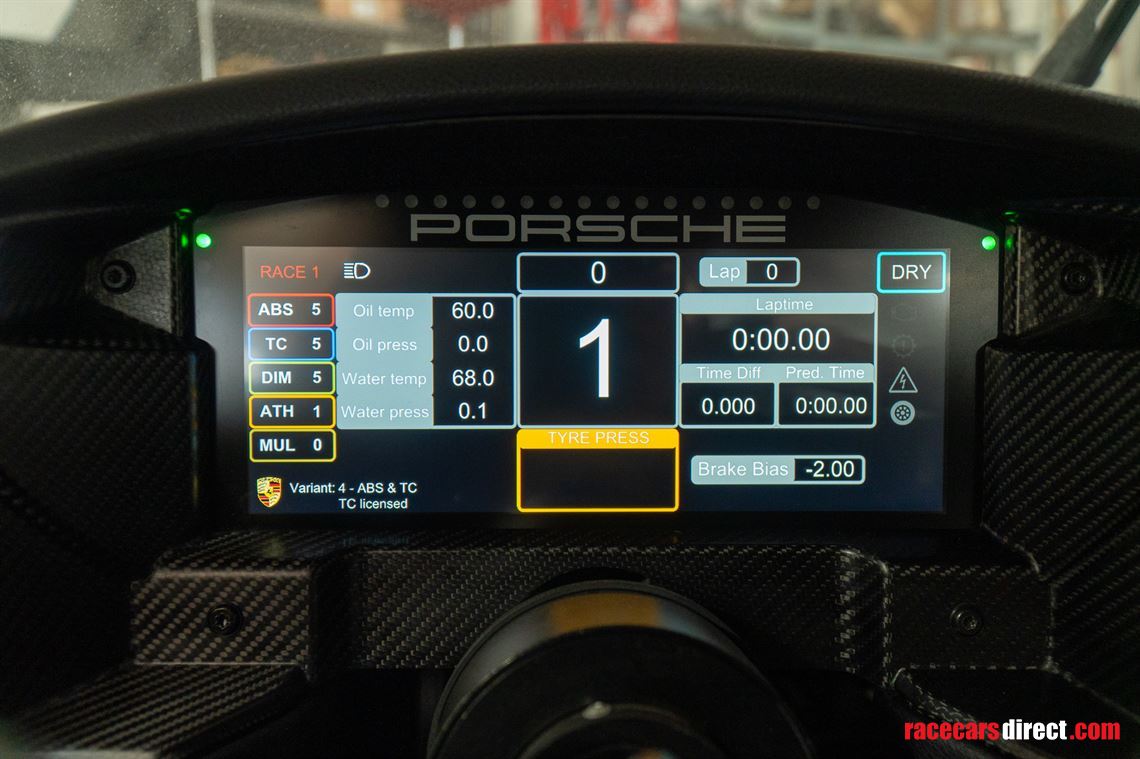 PORSCHE
RACE 1
0
Lap 0
DRY
ABS 5
TC 5
DIM 5
ATH 1
MUL 0
Oil temp 60.0
Oil press 0.0
Water temp 68.0
Water press 0.1
1
Laptime
0:00.00
Time Diff Pred. Time
0.000 0:00.00
TYRE PRESS
Brake Bias -2.00
Variant: 4 - ABS & TC
TC licensed
racecarsdirect.com